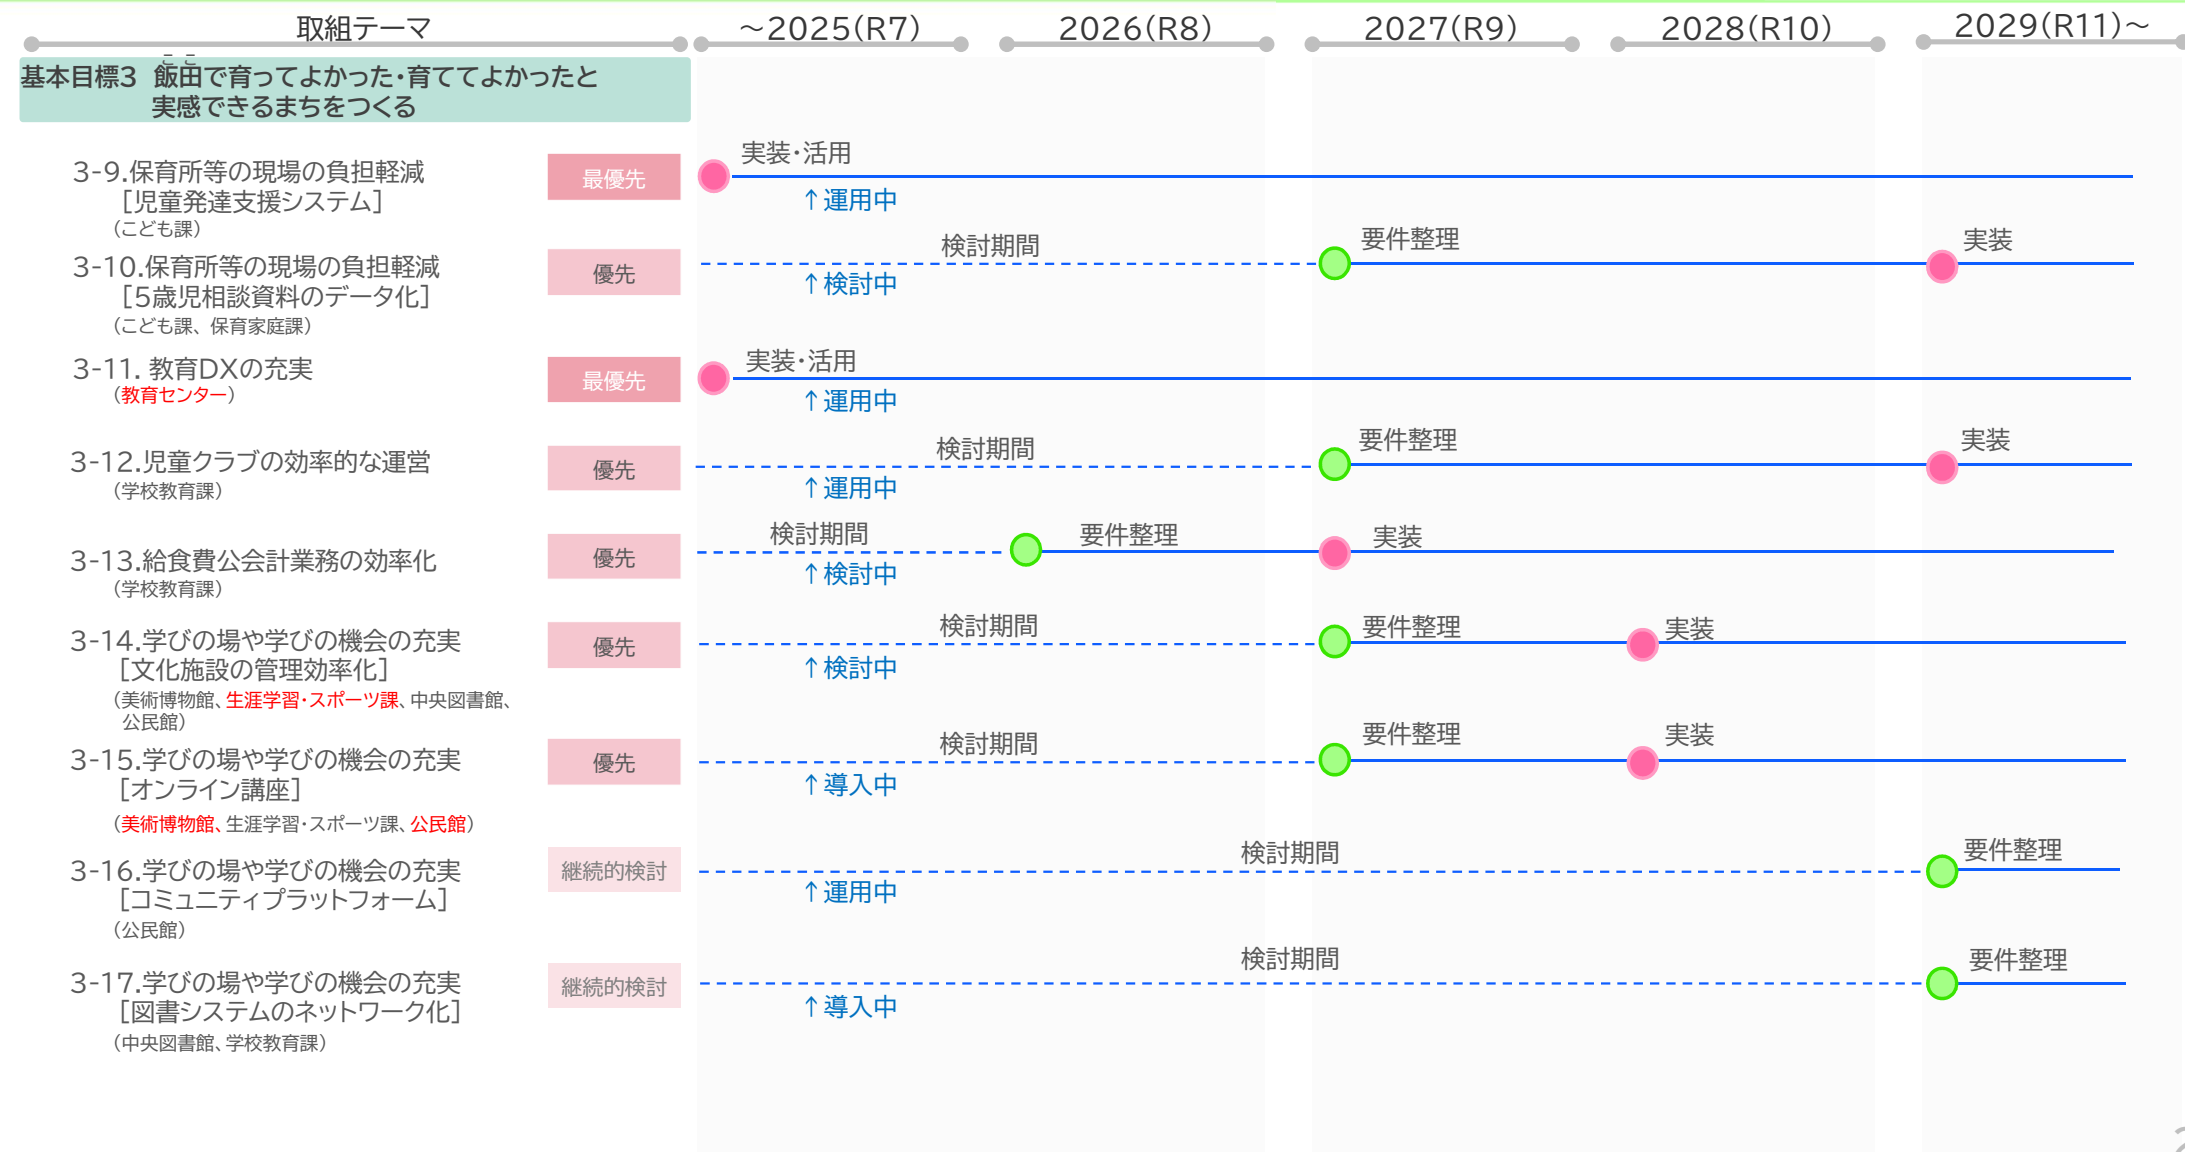 取組テーマ ～2025(R7) 2026(R8) 2027(R9) 2028(R10) 2029(R11)～
ここ
基本目標3 飯田で育ってよかった・育ててよかったと
実感できるまちをつくる
3-9.保育所等の現場の負担軽減 最優先 実装・活用
[児童発達支援システム] ↑運用中
(こども課)
3-10.保育所等の現場の負担軽減 優先 検討期間 要件整理 実装
[5歳児相談資料のデータ化] ↑検討中
(こども課、保育家庭課)
3-11. 教育DXの充実 最優先 実装・活用
(教育センター) ↑運用中
3-12.児童クラブの効率的な運営 優先 検討期間 要件整理 実装
(学校教育課) ↑運用中
3-13.給食費公会計業務の効率化 優先 検討期間 要件整理 実装
(学校教育課) ↑検討中
3-14.学びの場や学びの機会の充実 優先 検討期間 要件整理 実装
[文化施設の管理効率化] ↑検討中
(美術博物館、生涯学習・スポーツ課、中央図書館、
公民館)
3-15.学びの場や学びの機会の充実 優先 検討期間 要件整理 実装
[オンライン講座] ↑導入中
(美術博物館、生涯学習・スポーツ課、公民館)
3-16.学びの場や学びの機会の充実 継続的検討 検討期間 要件整理
[コミュニティプラットフォーム] ↑運用中
(公民館)
3-17.学びの場や学びの機会の充実 継続的検討 検討期間 要件整理
[図書システムのネットワーク化] ↑導入中
(中央図書館、学校教育課)